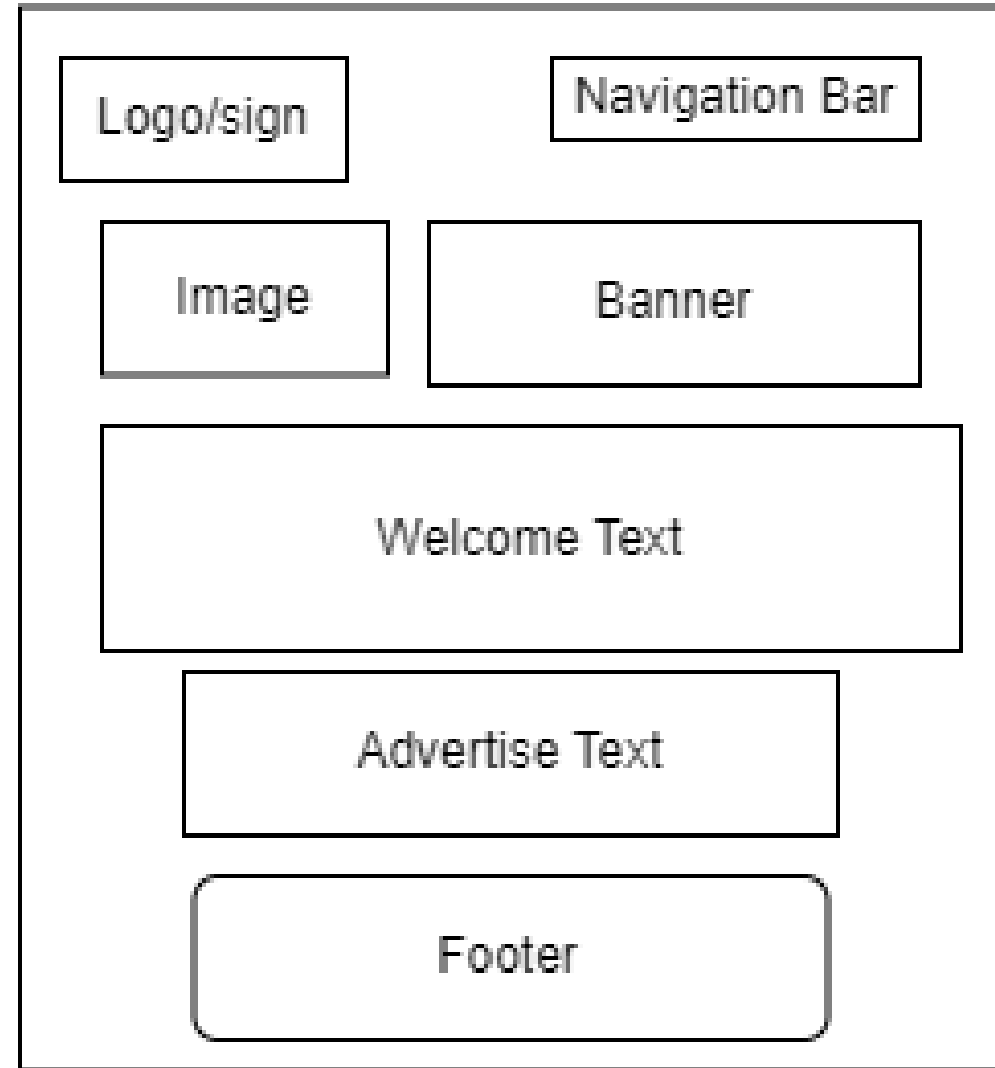 Logo/sign
Navigation Bar
Image
Banner
Welcome Text
Advertise Text
Footer